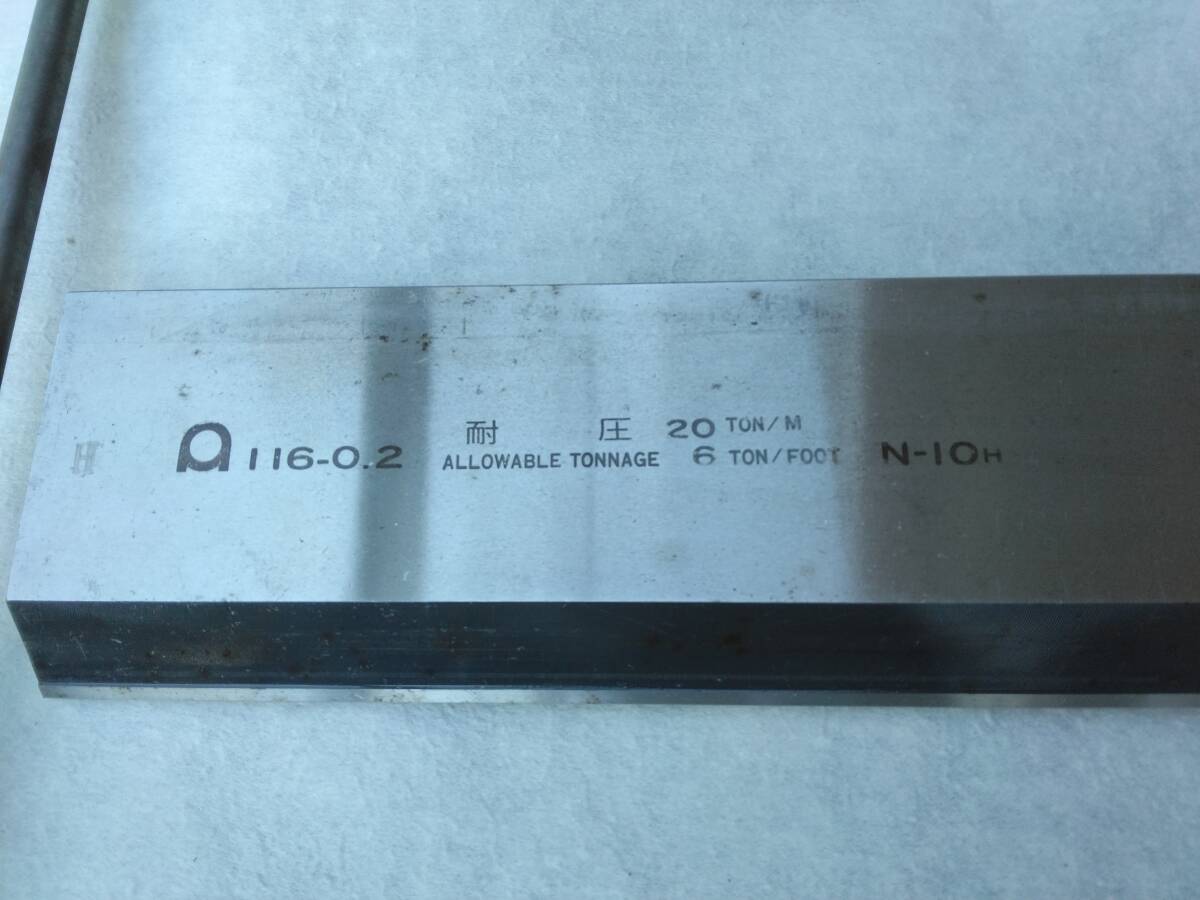 a 116-0.2 耐圧 20 TON/M
ALLOWABLE TONNAGE 6 TON/FOOT N-10H
H